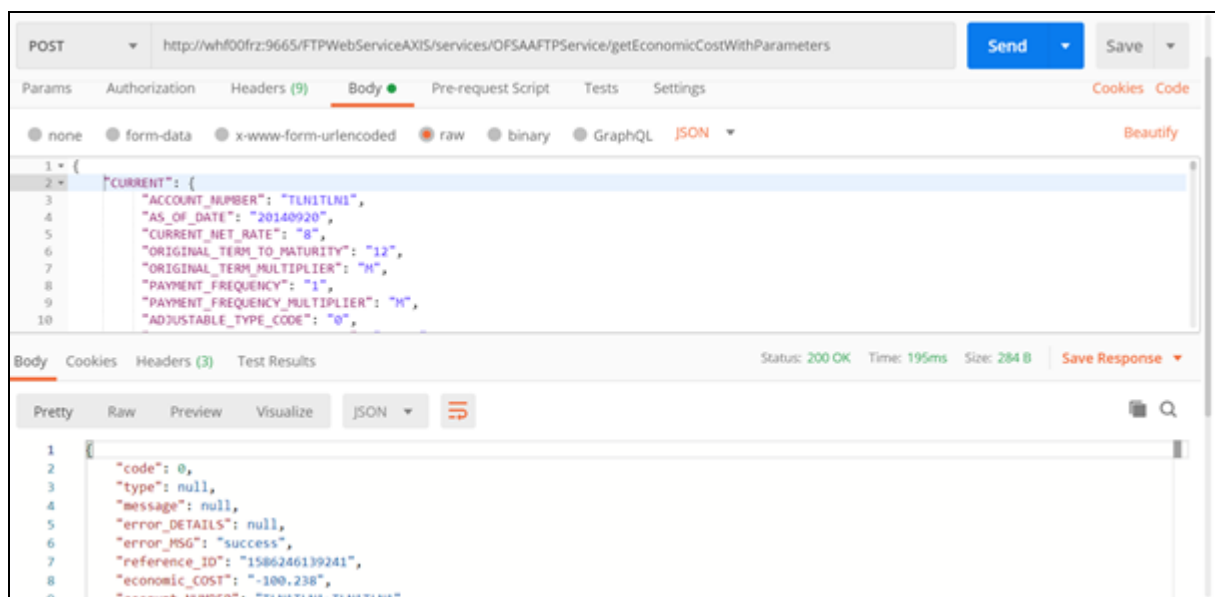 POST http://whf00frz:9665/FTPWebServiceAXIS/services/OFSAAFTPService/getEconomicCostWithParameters Send Save
Params Authorization Headers (9) Body Pre-request Script Tests Settings Cookies Code
none form-data x-www-form-urlencoded raw binary GraphQL JSON Beautify
1 {
2 "CURRENT": {
3 "ACCOUNT_NUMBER": "TLN1TLN1",
4 "AS_OF_DATE": "20140920",
5 "CURRENT_NET_RATE": "8",
6 "ORIGINAL_TERM_TO_MATURITY": "12",
7 "ORIGINAL_TERM_MULTIPLIER": "M",
8 "PAYMENT_FREQUENCY": "1",
9 "PAYMENT_FREQUENCY_MULTIPLIER": "M",
10 "ADJUSTABLE_TYPE_CODE": "0",
Body Cookies Headers (3) Test Results Status: 200 OK Time: 195ms Size: 284 B Save Response
Pretty Raw Preview Visualize JSON
1 {
2 "code": 0,
3 "type": null,
4 "message": null,
5 "error_DETAILS": null,
6 "error_MSG": "success",
7 "reference_ID": "1586246139241",
8 "economic_COST": "-100.238",